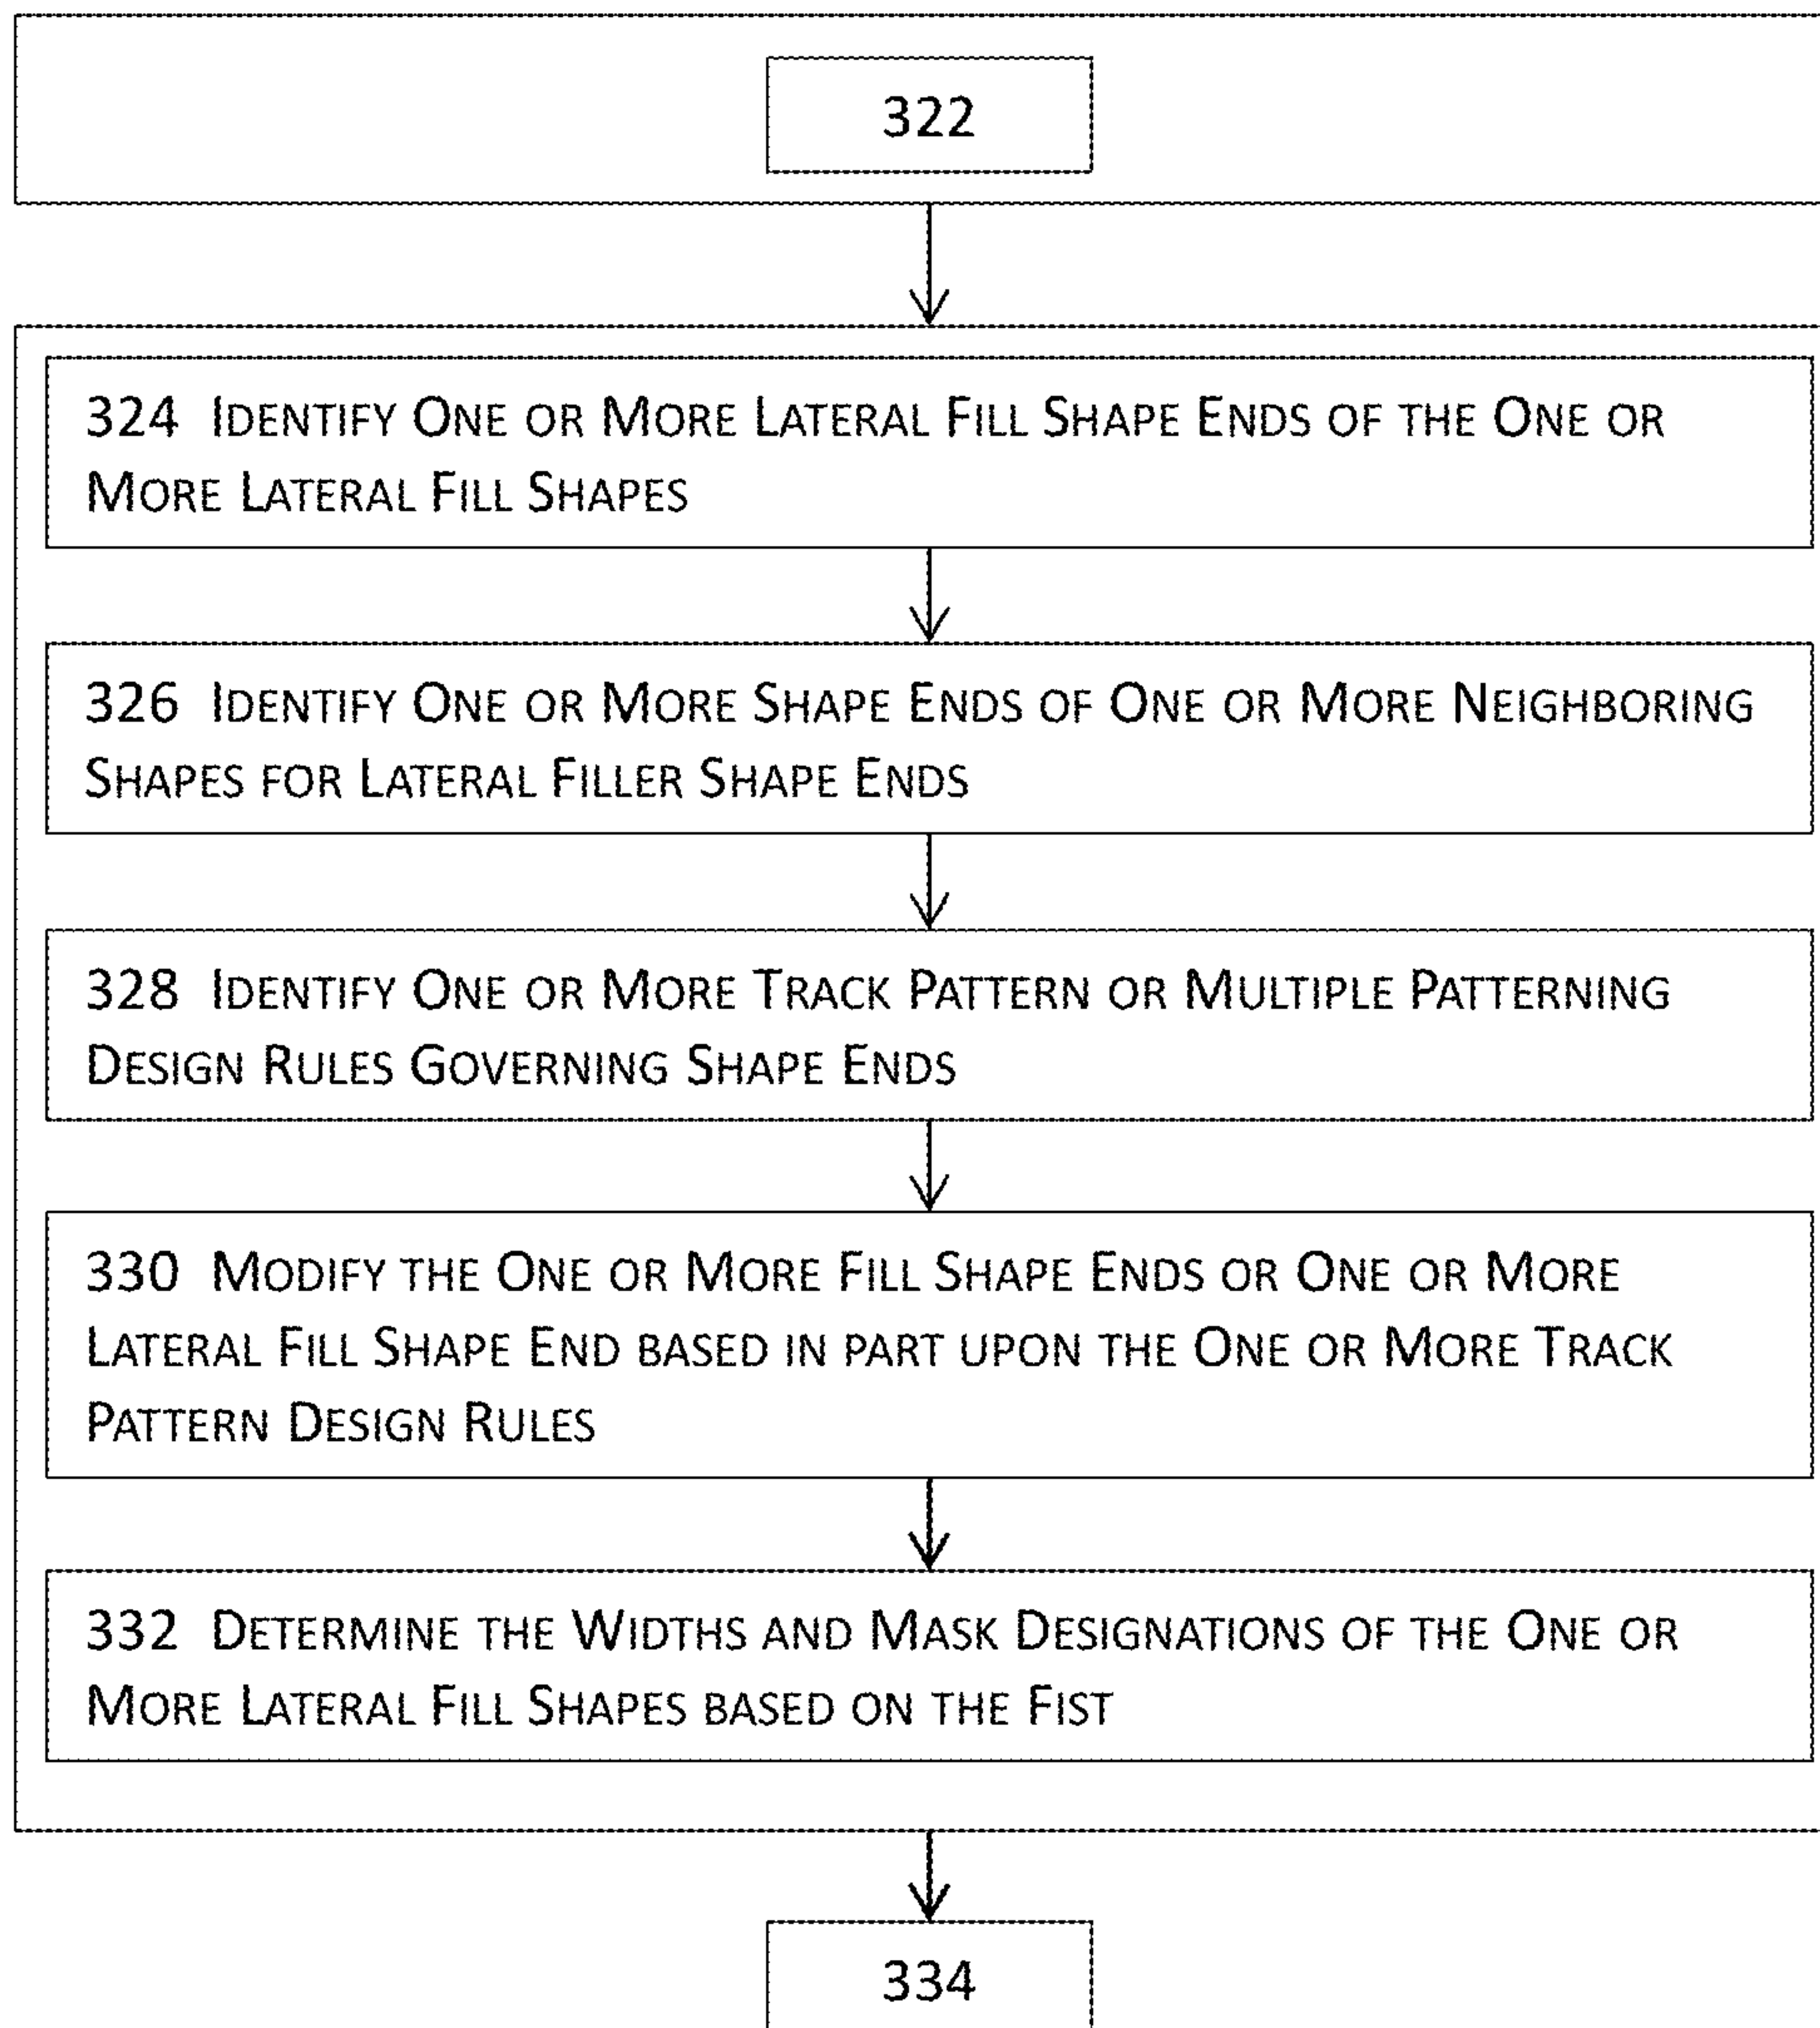 322
324 Identify One or More Lateral Fill Shape Ends of the One or
More Lateral Fill Shapes
326 Identify One or More Shape Ends of One or More Neighboring
Shapes for Lateral Filler Shape Ends
328 Identify One or More Track Pattern or Multiple Patterning
Design Rules Governing Shape Ends
330 Modify the One or More Fill Shape Ends or One or More
Lateral Fill Shape End based in part upon the One or More Track
Pattern Design Rules
332 Determine the Widths and Mask Designations of the One or
More Lateral Fill Shapes based on the Fist
334